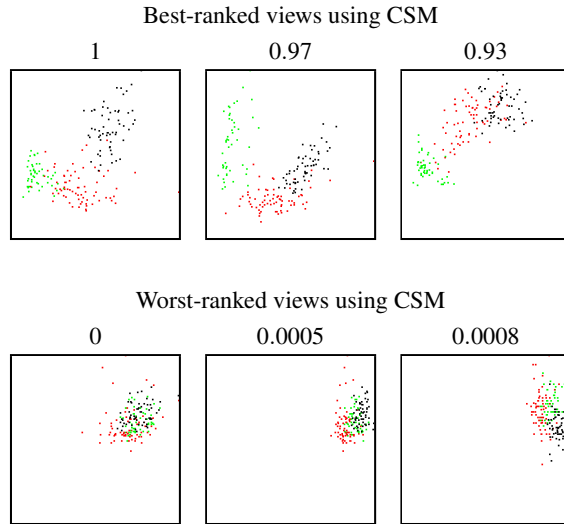 Best-ranked views using CSM
1 0.97 0.93
Worst-ranked views using CSM
0 0.0005 0.0008